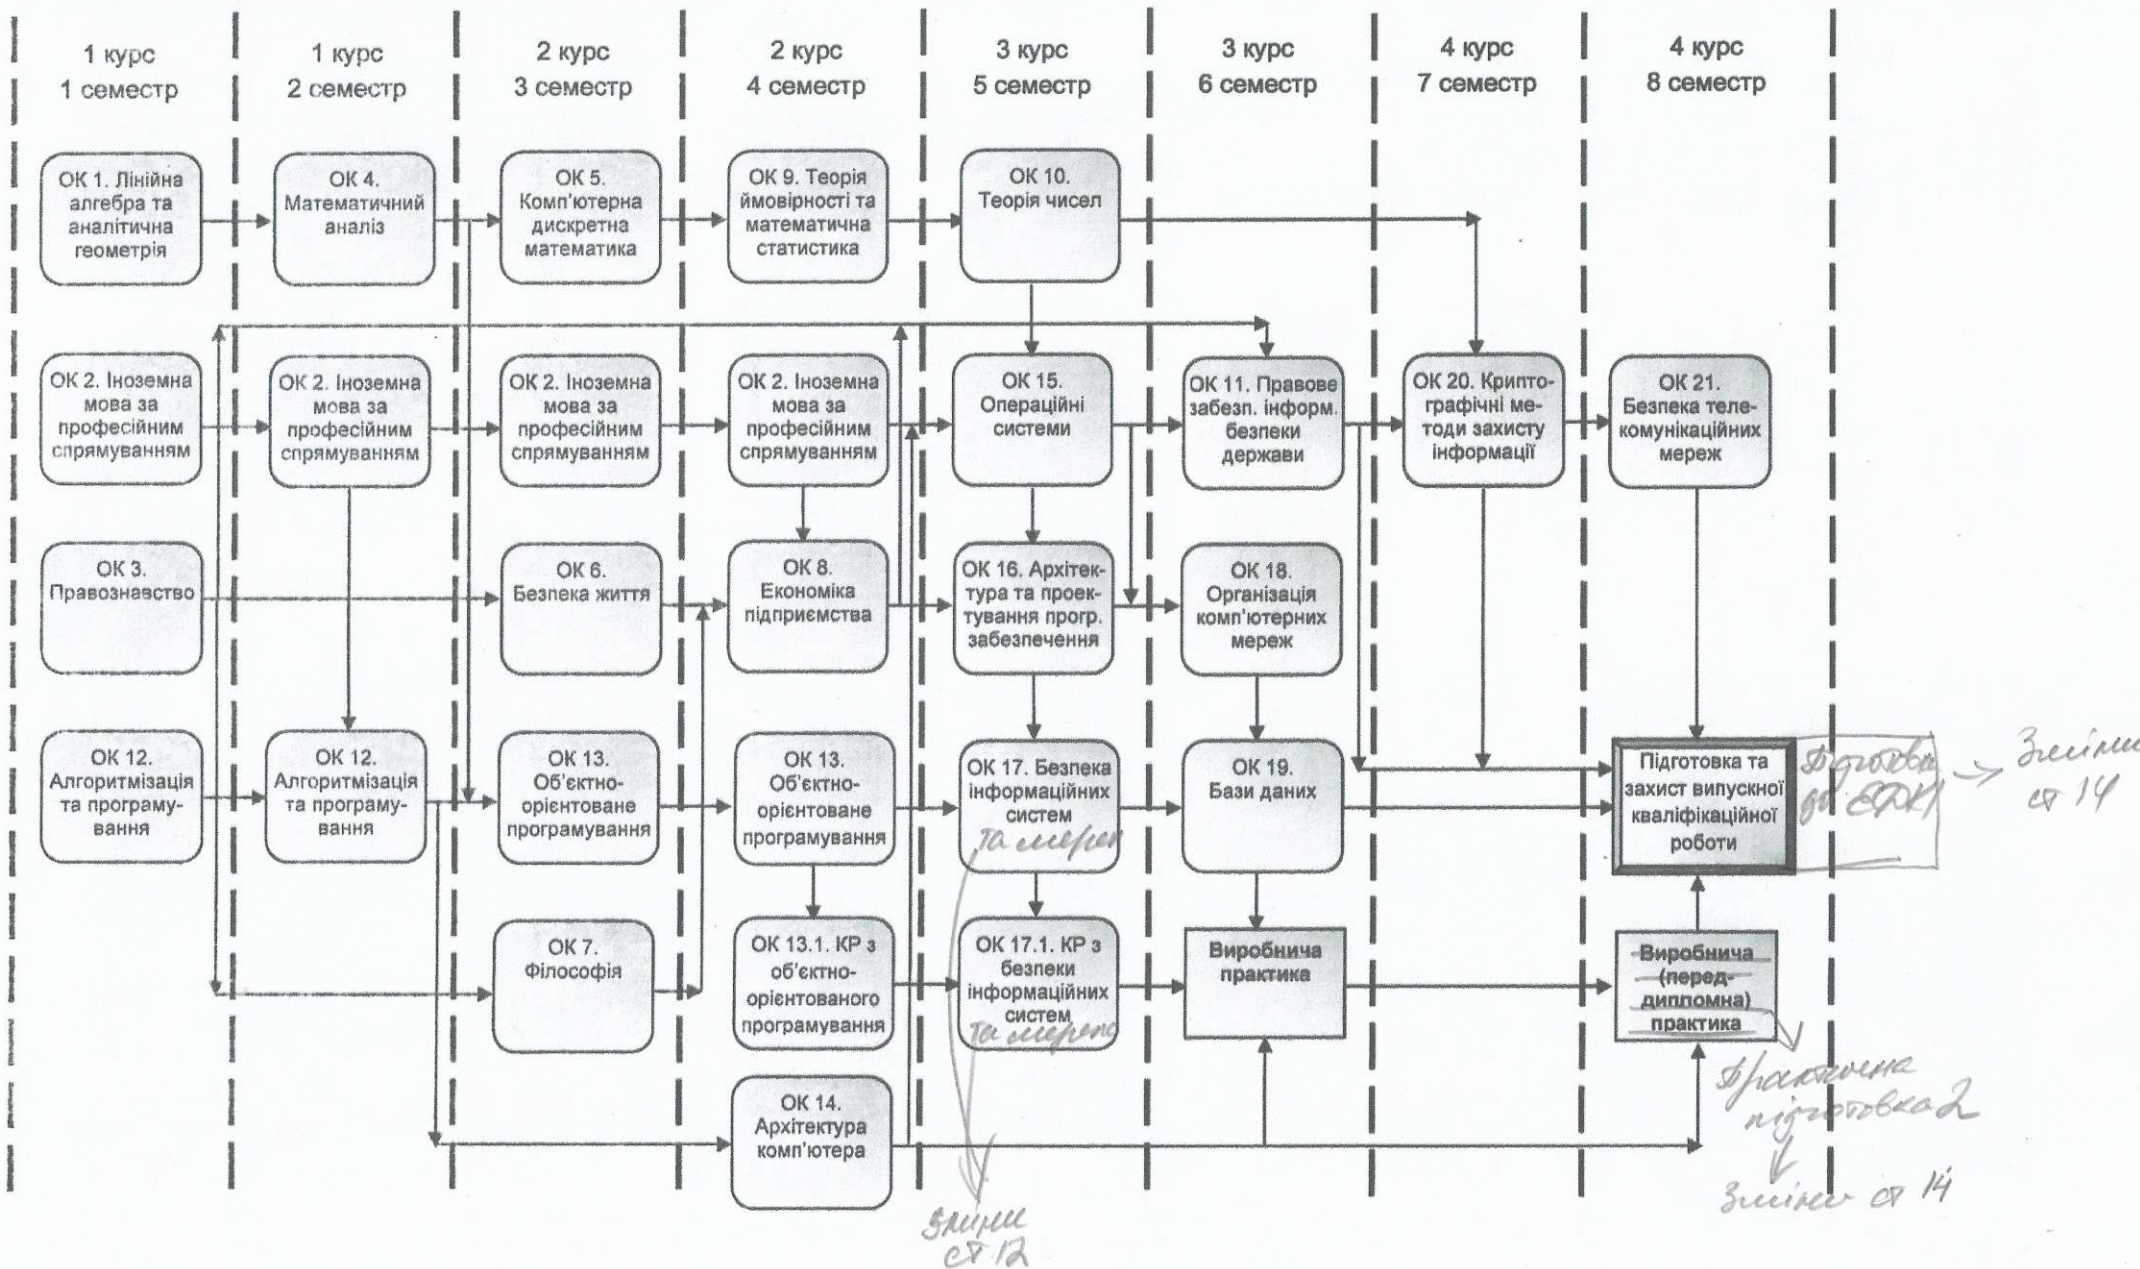 1 курс
1 семестр
1 курс
2 семестр
2 курс
3 семестр
2 курс
4 семестр
3 курс
5 семестр
3 курс
6 семестр
4 курс
7 семестр
4 курс
8 семестр
ОК 1. Лінійна
алгебра та
аналітична
геометрія
ОК 4.
Математичний
аналіз
ОК 5.
Комп'ютерна
дискретна
математика
ОК 9. Теорія
ймовірності та
математична
статистика
ОК 10.
Теорія чисел
ОК 2. Іноземна
мова за
професійним
спрямуванням
ОК 2. Іноземна
мова за
професійним
спрямуванням
ОК 2. Іноземна
мова за
професійним
спрямуванням
ОК 2. Іноземна
мова за
професійним
спрямуванням
ОК 15.
Операційні
системи
ОК 11. Правове
забезп. інформ.
безпеки
держави
ОК 20. Крипто-
графічні ме-
тоди захисту
інформації
ОК 21.
Безпека теле-
комунікаційних
мереж
ОК 3.
Правознавство
ОК 6.
Безпека життя
ОК 8.
Економіка
підприємства
ОК 16. Архітек-
тура та проек-
тування прогр.
забезпечення
ОК 18.
Організація
комп'ютерних
мереж
ОК 12.
Алгоритмізація
та програму-
вання
ОК 12.
Алгоритмізація
та програму-
вання
ОК 13.
Об'єктно-
орієнтоване
програмування
ОК 13.
Об'єктно-
орієнтоване
програмування
ОК 17. Безпека
інформаційних
систем
та мереж
ОК 19.
Бази даних
Підготовка та
захист випускної
кваліфікаційної
роботи
Підготовка
до ЄДКІ
Зміни
ст 14
ОК 7.
Філософія
ОК 13.1. КР з
об'єктно-
орієнтованого
програмування
ОК 17.1. КР з
безпеки
інформаційних
систем
та мереж
Виробнича
практика
Виробнича
(перед-
дипломна)
практика
Практична
підготовка 2
Зміни ст 14
ОК 14.
Архітектура
комп'ютера
Зміни
ст 12